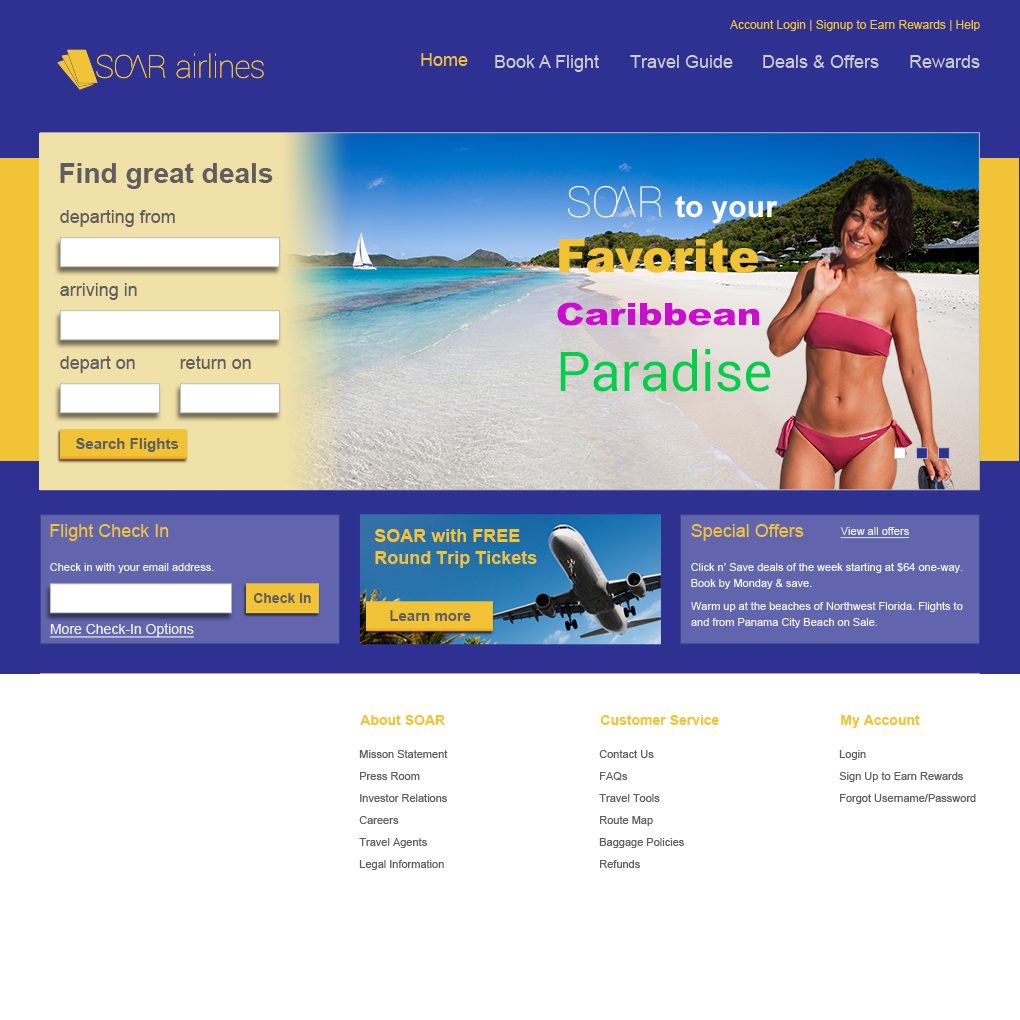 Account Login | Signup to Earn Rewards | Help
SOAR airlines
Home Book A Flight Travel Guide Deals & Offers Rewards
Find great deals
departing from
arriving in
depart on return on
Search Flights
SOAR to your
Favorite
Caribbean
Paradise
Flight Check In
Check in with your email address.
Check In
More Check-In Options
SOAR with FREE
Round Trip Tickets
Learn more
Special Offers View all offers
Click n’ Save deals of the week starting at $64 one-way.
Book by Monday & save.
Warm up at the beaches of Northwest Florida. Flights to
and from Panama City Beach on Sale.
About SOAR
Misson Statement
Press Room
Investor Relations
Careers
Travel Agents
Legal Information
Customer Service
Contact Us
FAQs
Travel Tools
Route Map
Baggage Policies
Refunds
My Account
Login
Sign Up to Earn Rewards
Forgot Username/Password